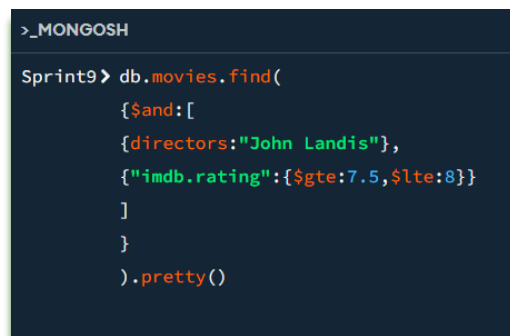 >_MONGOSH
Sprint9> db.movies.find(
{$and:[
{directors:"John Landis"},
{"imdb.rating":{$gte:7.5,$lte:8}}
]
}
).pretty()